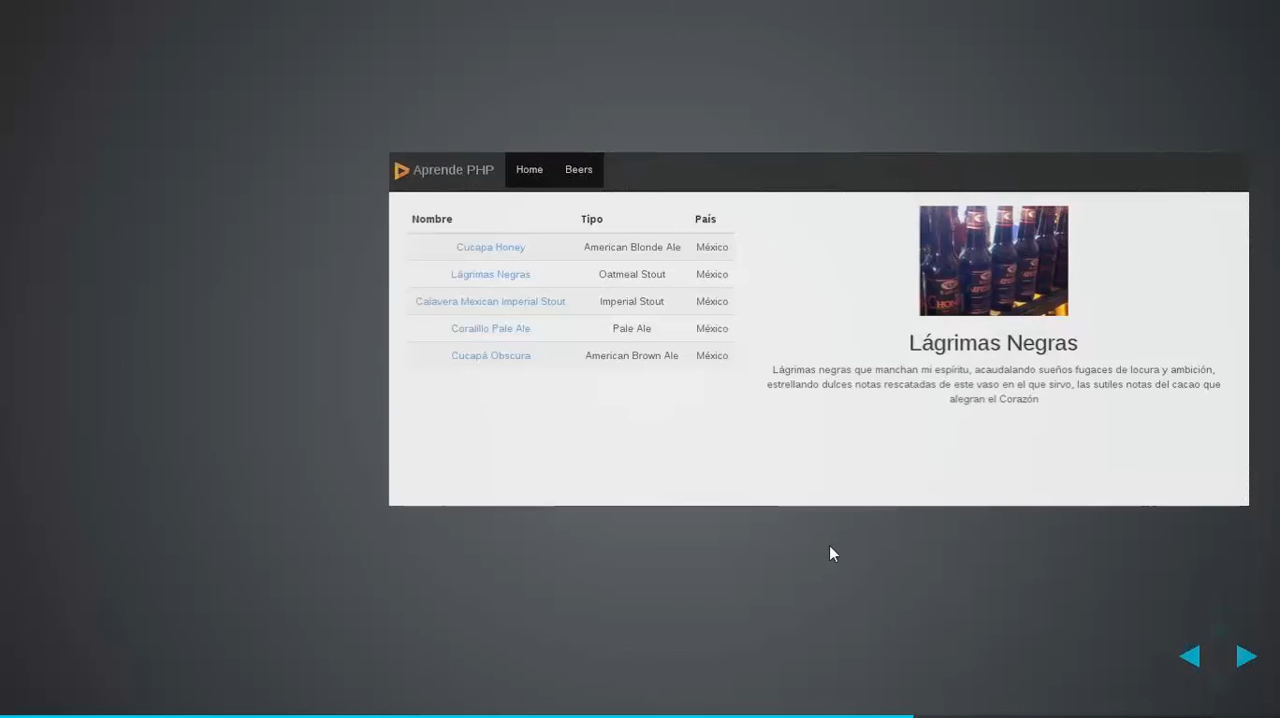 Aprende PHP Home Beers
Nombre Tipo País
Cucapa Honey American Blonde Ale México
Lágrimas Negras Oatmeal Stout México
Calavera Mexican imperial Stout Imperial Stout México
Coralillo Pale Ale Pale Ale México
Cucapá Obscura American Brown Ale México
Lágrimas Negras
Lágrimas negras que manchan mi espíritu, acaudalando sueños fugaces de locura y ambición,
estrellando dulces notas rescatadas de este vaso en el que sirvo, las sutiles notas del cacao que
alegran el Corazón